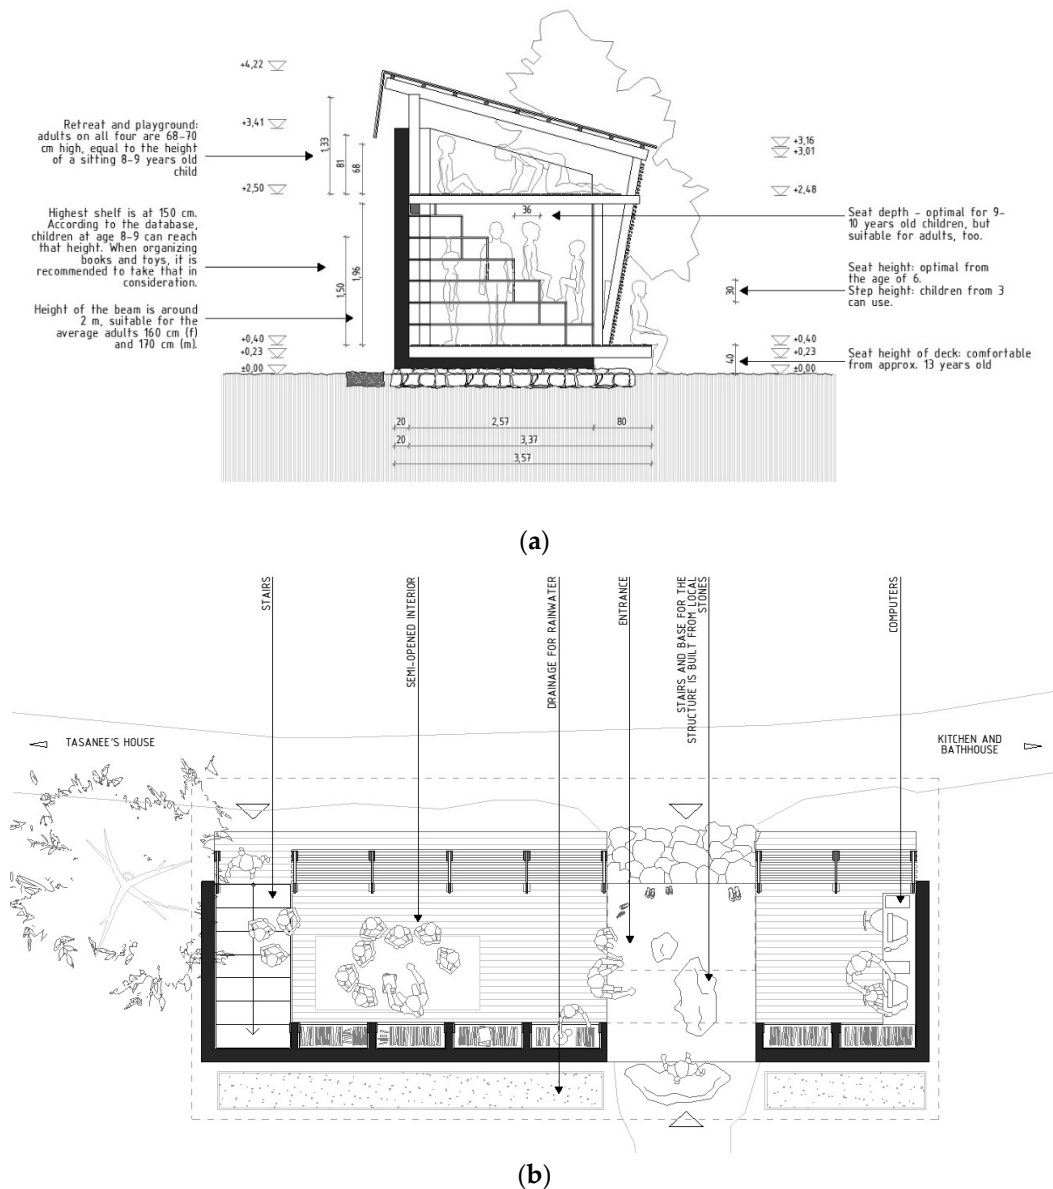 +4,22
+3,41
+2,50
Retreat and playground:
adults on all four are 68-70
cm high, equal to the height
of a sitting 8-9 years old
child
1,33
81
68
+3,16
+3,01
+2,48
Highest shelf is at 150 cm.
According to the database,
children at age 8-9 can reach
that height. When organizing
books and toys, it is
recommended to take that in
consideration.
Height of the beam is around
2 m, suitable for the
average adults 160 cm (f)
and 170 cm (m).
1,96
1,50
36
Seat depth - optimal for 9-
10 years old children, but
suitable for adults, too.
Seat height: optimal from
the age of 6.
Step height: children from 3
can use.
30
+0,40
+0,23
±0,00
+0,40
+0,23
±0,00
40
Seat height of deck: comfortable
from approx. 13 years old
20
2,57
80
20
3,37
3,57
(a)
STAIRS
SEMI-OPENED INTERIOR
DRAINAGE FOR RAINWATER
ENTRANCE
STAIRS AND BASE FOR THE
STRUCTURE IS BUILT FROM LOCAL
STONES
COMPUTERS
TASANEE'S HOUSE
KITCHEN AND
BATHHOUSE
(b)